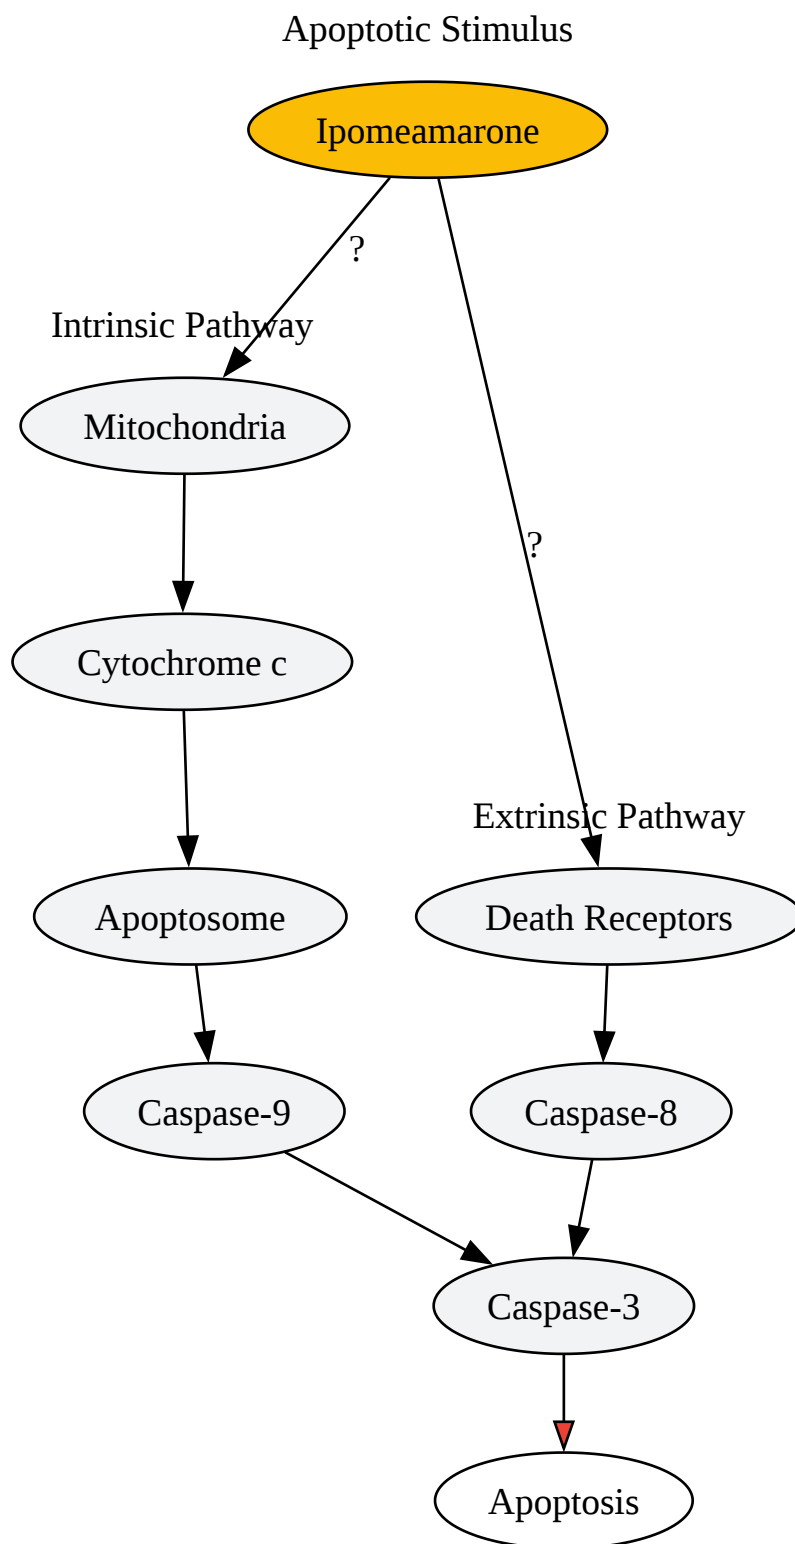 Apoptotic Stimulus
Ipomeamarone
?
Intrinsic Pathway
Mitochondria
?
Cytochrome c
Extrinsic Pathway
Apoptosome
Death Receptors
Caspase-9
Caspase-8
Caspase-3
Apoptosis